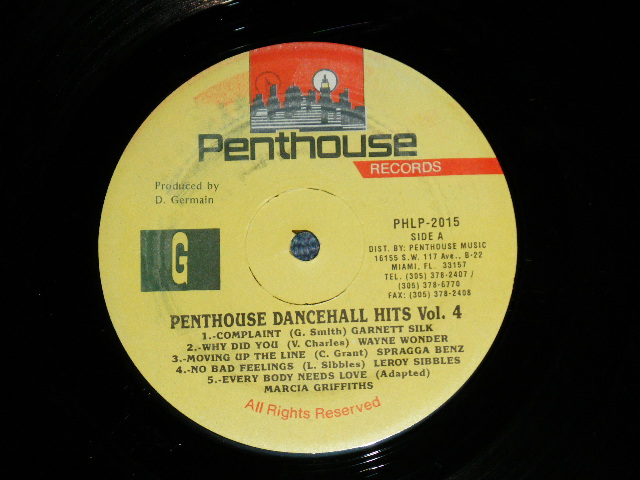 Penthouse
RECORDS
Produced by
D. Germain
G
PHLP-2015
SIDE A
DIST. BY: PENTHOUSE MUSIC
16155 S.W. 117 Ave., B-22
MIAMI, FL. 33157
TEL. (305) 378-2407 /
(305) 378-6770
FAX: (305) 378-2408
PENTHOUSE DANCEHALL HITS Vol. 4
1.-COMPLAINT (G. Smith) GARNETT SILK
2.-WHY DID YOU (V. Charles) WAYNE WONDER
3.-MOVING UP THE LINE (C. Grant) SPRAGGA BENZ
4.-NO BAD FEELINGS (L. Sibbles) LEROY SIBBLES
5.-EVERY BODY NEEDS LOVE (Adapted)
MARCIA GRIFFITHS
All Rights Reserved